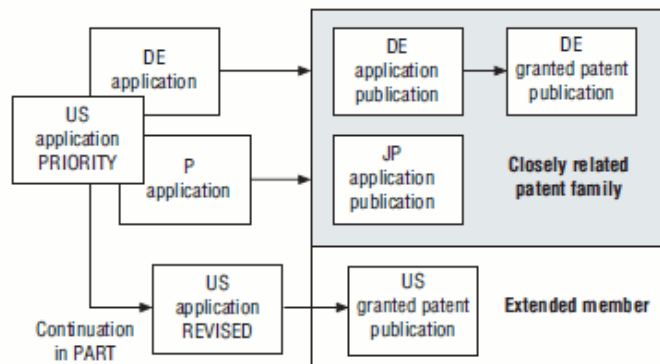 DE
application
US
application
PRIORITY
P
application
DE
application
publication
DE
granted patent
publication
JP
application
publication
Closely related
patent family
US
application
REVISED
US
granted patent
publication
Extended member
Continuation
in PART